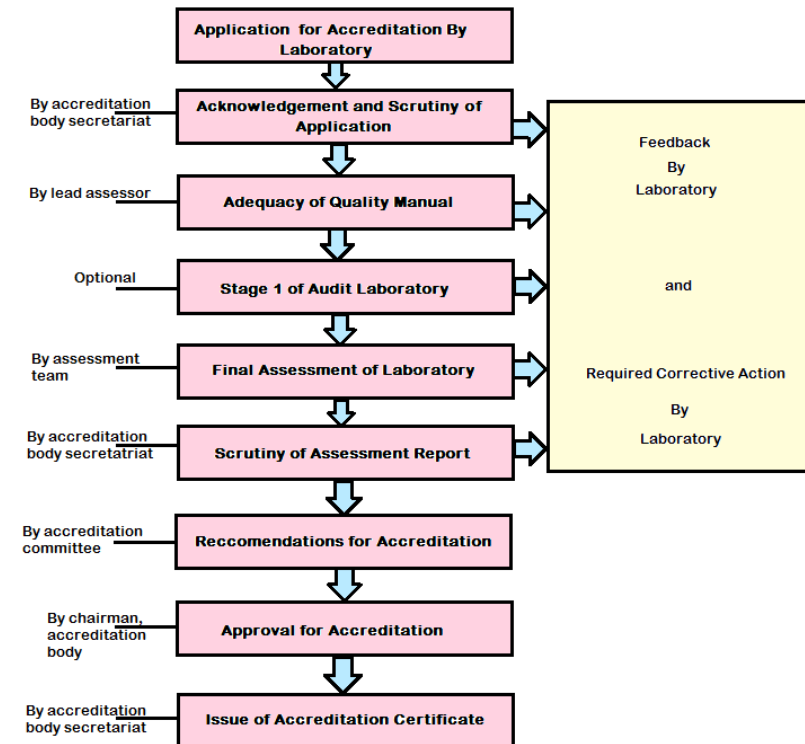 Application for Accreditation By
Laboratory
By accreditation
body secretariat
Acknowledgement and Scrutiny of
Application
Feedback
By
Laboratory
By lead assessor
Adequacy of Quality Manual
Optional
Stage 1 of Audit Laboratory
and
By assessment
team
Final Assessment of Laboratory
Required Corrective Action
By
Laboratory
By accreditation
body secretatriat
Scrutiny of Assessment Report
By accreditation
committee
Reccomendations for Accreditation
By chairman,
accreditation
body
Approval for Accreditation
By accreditation
body secretariat
Issue of Accreditation Certificate